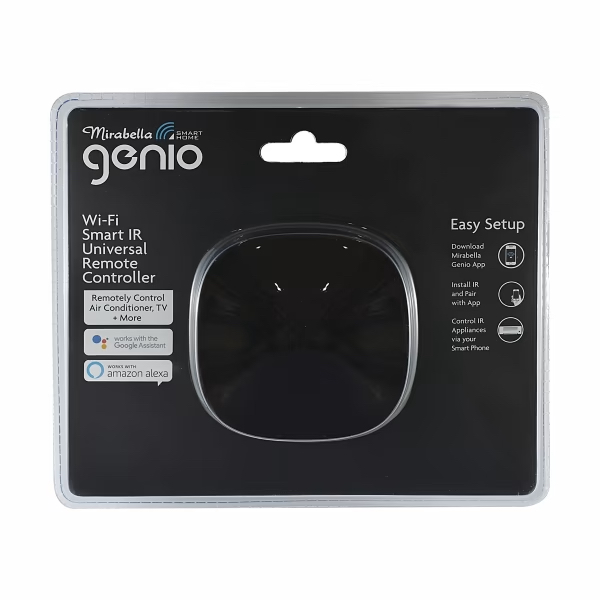 Mirabella SMART HOME
genio
Wi-Fi
Smart IR
Universal
Remote
Controller
Remotely Control
Air Conditioner, TV
+ More
works with the
Google Assistant
WORKS WITH
amazon alexa
Easy Setup
Download
Mirabella
Genio App
Install IR
and Pair
with App
Control IR
Appliances
via your
Smart Phone